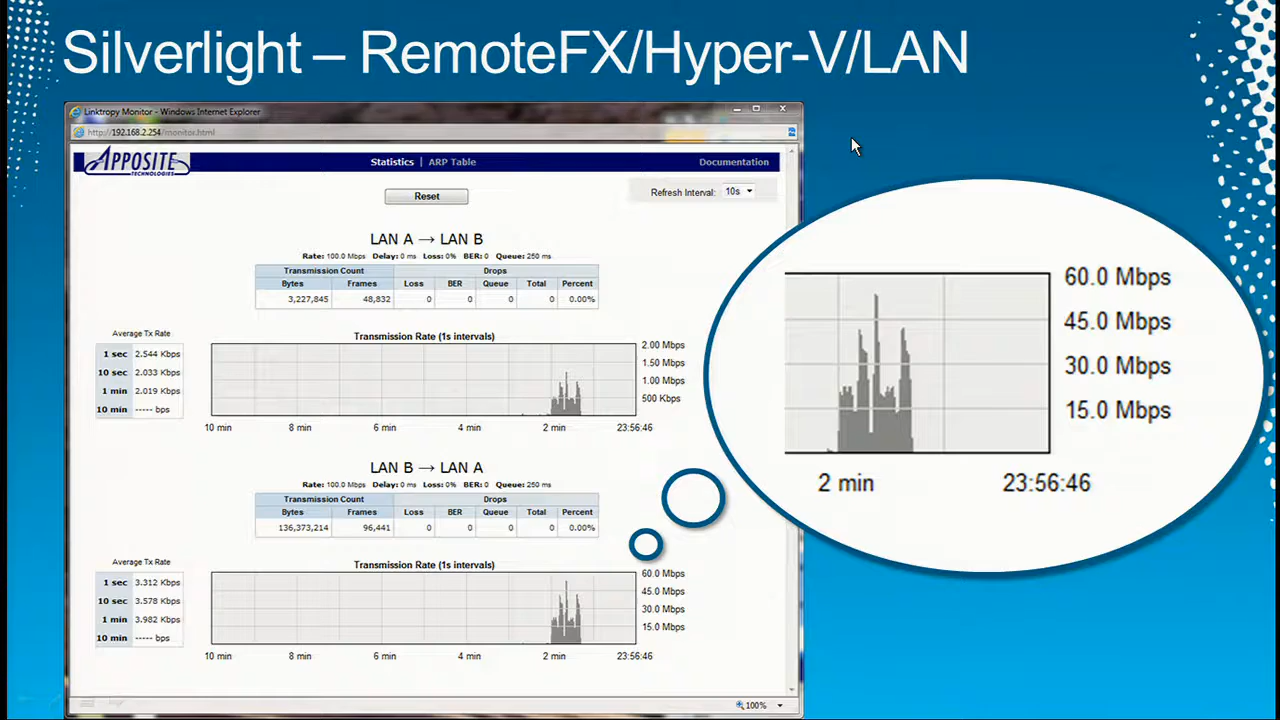 Silverlight – RemoteFX/Hyper-V/LAN
Linktropy Monitor - Windows Internet Explorer
http://192.168.2.254/monitor.html
APPOSITE
TECHNOLOGIES
Statistics | ARP Table
Documentation
Reset
Refresh Interval: 10s
LAN A → LAN B
Rate: 100.0 Mbps Delay: 0 ms Loss: 0% BER: 0 Queue: 250 ms
Transmission Count Drops
Bytes Frames Loss BER Queue Total Percent
3,227,845 48,832 0 0 0 0 0.00%
Average Tx Rate
1 sec 2.544 Kbps
10 sec 2.033 Kbps
1 min 2.019 Kbps
10 min ----- bps
Transmission Rate (1s intervals)
2.00 Mbps
1.50 Mbps
1.00 Mbps
500 Kbps
10 min 8 min 6 min 4 min 2 min 23:56:46
LAN B → LAN A
Rate: 100.0 Mbps Delay: 0 ms Loss: 0% BER: 0 Queue: 250 ms
Transmission Count Drops
Bytes Frames Loss BER Queue Total Percent
136,373,214 96,441 0 0 0 0 0.00%
Average Tx Rate
1 sec 3.312 Kbps
10 sec 3.578 Kbps
1 min 3.982 Kbps
10 min ----- bps
Transmission Rate (1s intervals)
60.0 Mbps
45.0 Mbps
30.0 Mbps
15.0 Mbps
10 min 8 min 6 min 4 min 2 min 23:56:46
100%
60.0 Mbps
45.0 Mbps
30.0 Mbps
15.0 Mbps
2 min 23:56:46